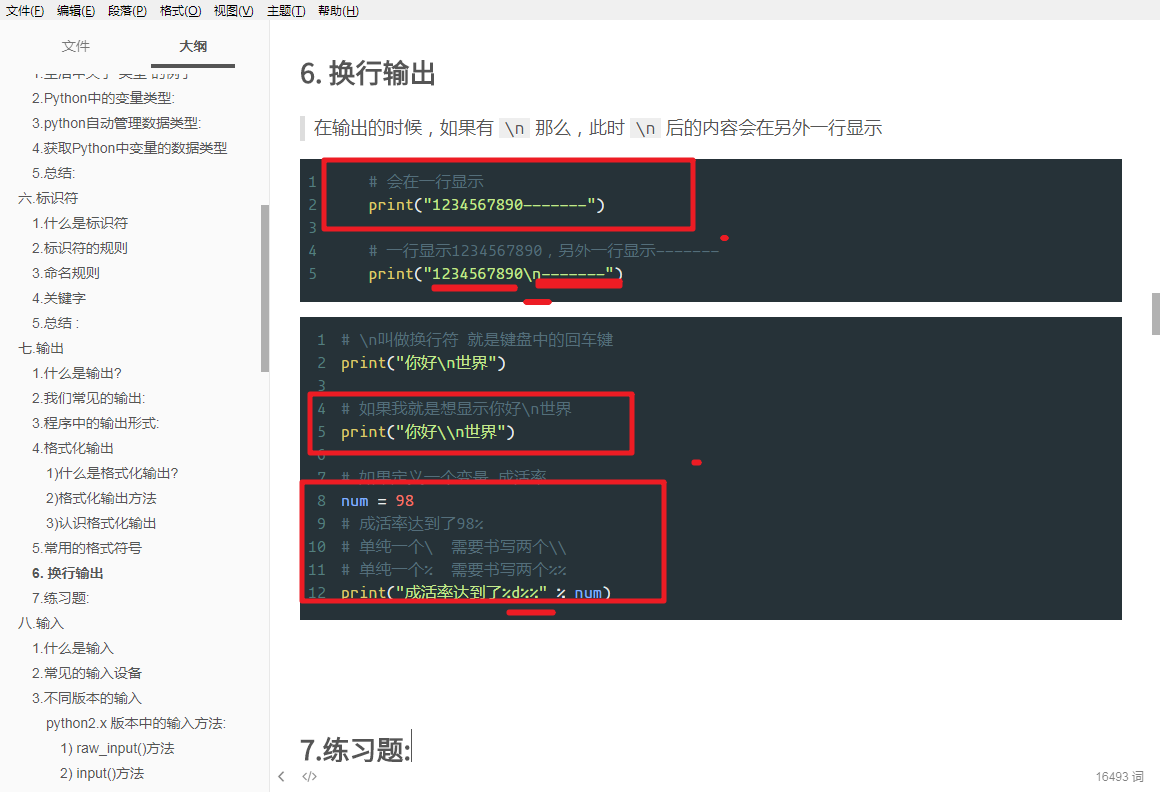 文件(F) 编辑(E) 段落(P) 格式(O) 视图(V) 主题(T) 帮助(H)
文件 大纲
2.Python中的变量类型:
3.python自动管理数据类型:
4.获取Python中变量的数据类型
5.总结:
六.标识符
1.什么是标识符
2.标识符的规则
3.命名规则
4.关键字
5.总结 :
七.输出
1.什么是输出?
2.我们常见的输出:
3.程序中的输出形式:
4.格式化输出
1)什么是格式化输出?
2)格式化输出方法
3)认识格式化输出
5.常用的格式符号
6. 换行输出
7.练习题:
八.输入
1.什么是输入
2.常见的输入设备
3.不同版本的输入
python2.x 版本中的输入方法:
1) raw_input()方法
2) input()方法
6. 换行输出
在输出的时候，如果有 \n 那么，此时 \n 后的内容会在另外一行显示
1 # 会在一行显示
2 print("1234567890-------")
3
4 # 一行显示1234567890，另外一行显示-------
5 print("1234567890\n-------")
1 # \n叫做换行符 就是键盘中的回车键
2 print("你好\n世界")
3
4 # 如果我就是想显示你好\n世界
5 print("你好\\n世界")
6
7 # 如果定义一个变量 成活率
8 num = 98
9 # 成活率达到了98%
10 # 单纯一个\ 需要书写两个\\
11 # 单纯一个% 需要书写两个%%
12 print("成活率达到了%d%%" % num)
7.练习题:
16493 词